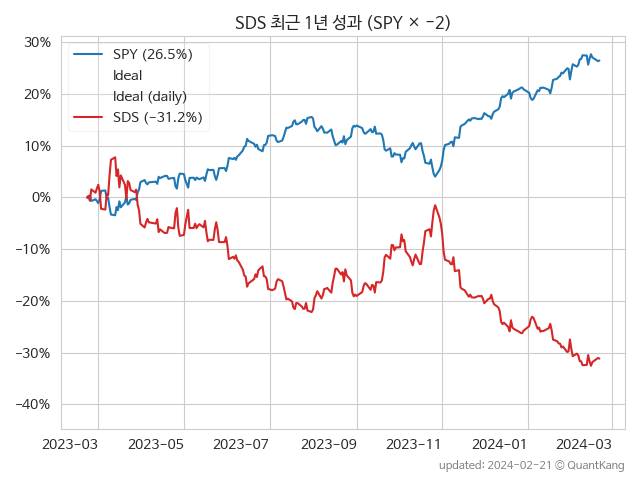 SDS 최근 1년 성과 (SPY × −2)
30%
20%
10%
0%
−10%
−20%
−30%
−40%
SPY (26.5%)
Ideal
Ideal (daily)
SDS (−31.2%)
2023-03
2023-05
2023-07
2023-09
2023-11
2024-01
2024-03
updated: 2024-02-21 © QuantKang